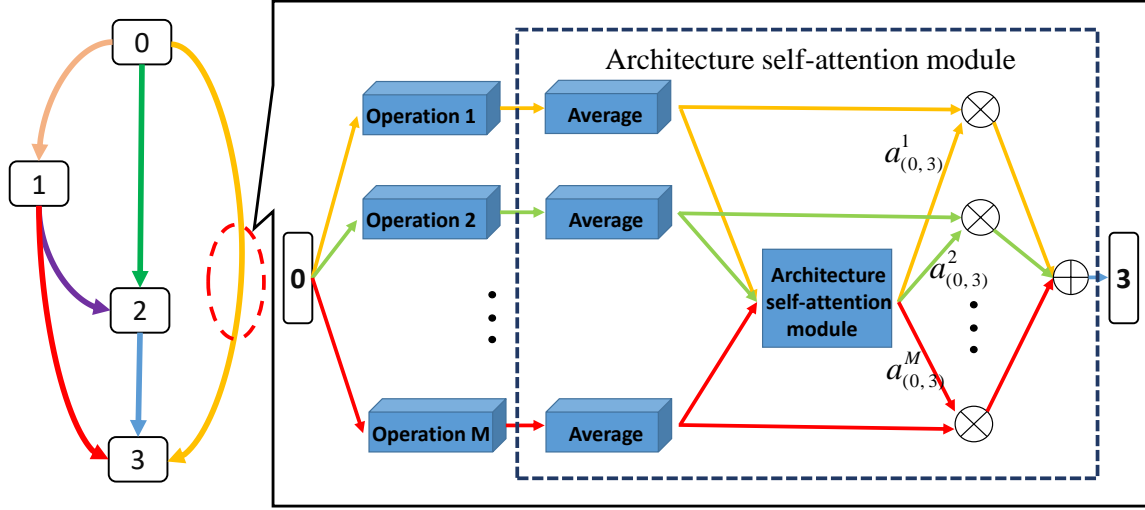 0
1
2
3
Architecture self-attention module
0
Operation 1
Average
Operation 2
Average
Operation M
Average
Architecture
self-attention
module
a^1_{(0,3)}
a^2_{(0,3)}
a^M_{(0,3)}
3